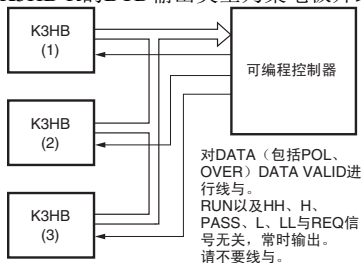 K3HB
(1)
可编程控制器
K3HB
(2)
K3HB
(3)
对DATA（包括POL、
OVER）DATA VALID进
行线与。
RUN以及HH、H、
PASS、L、LL与REQ信
号无关，常时输出。
请不要线与。